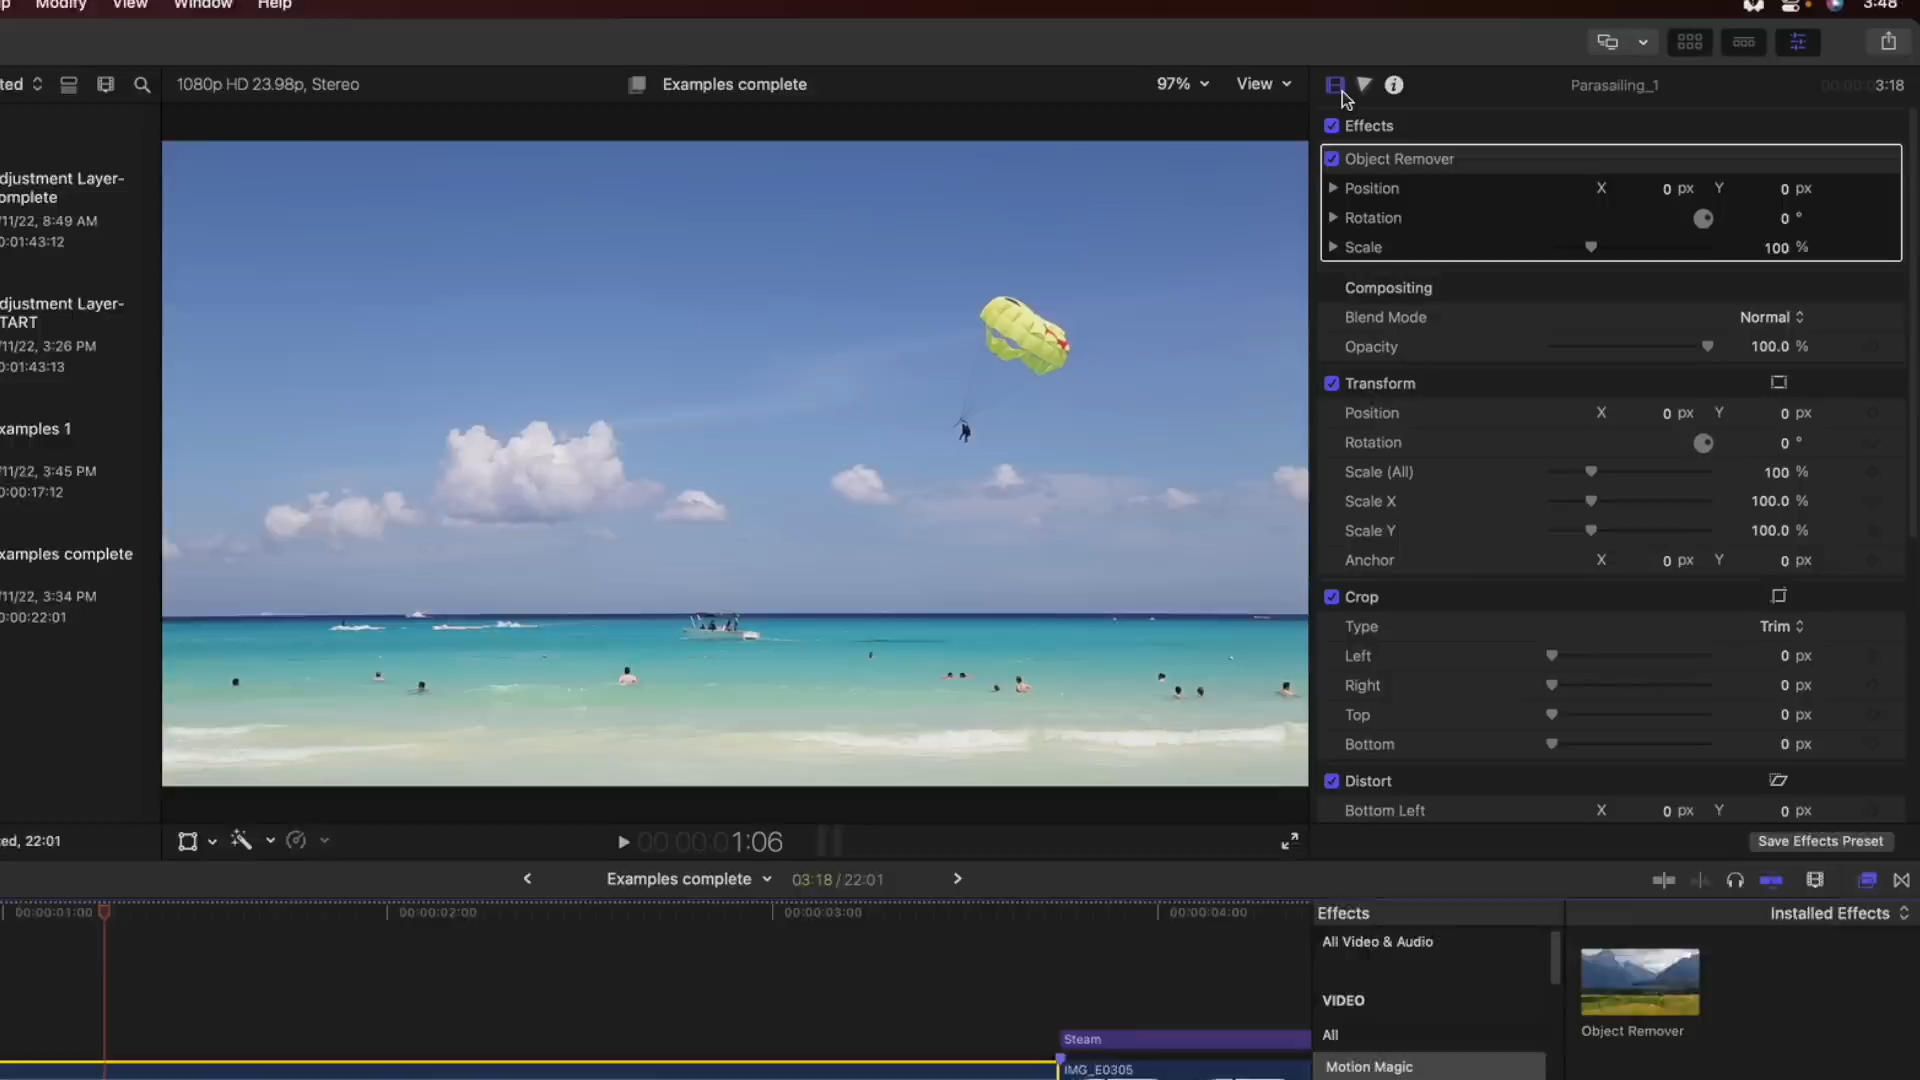 Modify View Window Help 3:48
ted 1080p HD 23.98p, Stereo Examples complete 97% View Parasailing_1 00:00:03:18
Effects
Object Remover
Position X 0 px Y 0 px
Rotation 0 °
Scale 100 %
Compositing
Blend Mode Normal
Opacity 100.0 %
Transform
Position X 0 px Y 0 px
Rotation 0 °
Scale (All) 100 %
Scale X 100.0 %
Scale Y 100.0 %
Anchor X 0 px Y 0 px
Crop
Type Trim
Left 0 px
Right 0 px
Top 0 px
Bottom 0 px
Distort
Bottom Left X 0 px Y 0 px
Save Effects Preset
djustment Layer-
omplete
/11/22, 8:49 AM
0:01:43:12
djustment Layer-
TART
/11/22, 3:26 PM
0:01:43:13
xamples 1
/11/22, 3:45 PM
0:00:17:12
xamples complete
/11/22, 3:34 PM
0:00:22:01
ted, 22:01
00:00:01:06
Examples complete 03:18 / 22:01
00:00:01:00 00:00:02:00 00:00:03:00 00:00:04:00
Steam
IMG_E0305
Effects Installed Effects
All Video & Audio
VIDEO
All
Motion Magic
Object Remover